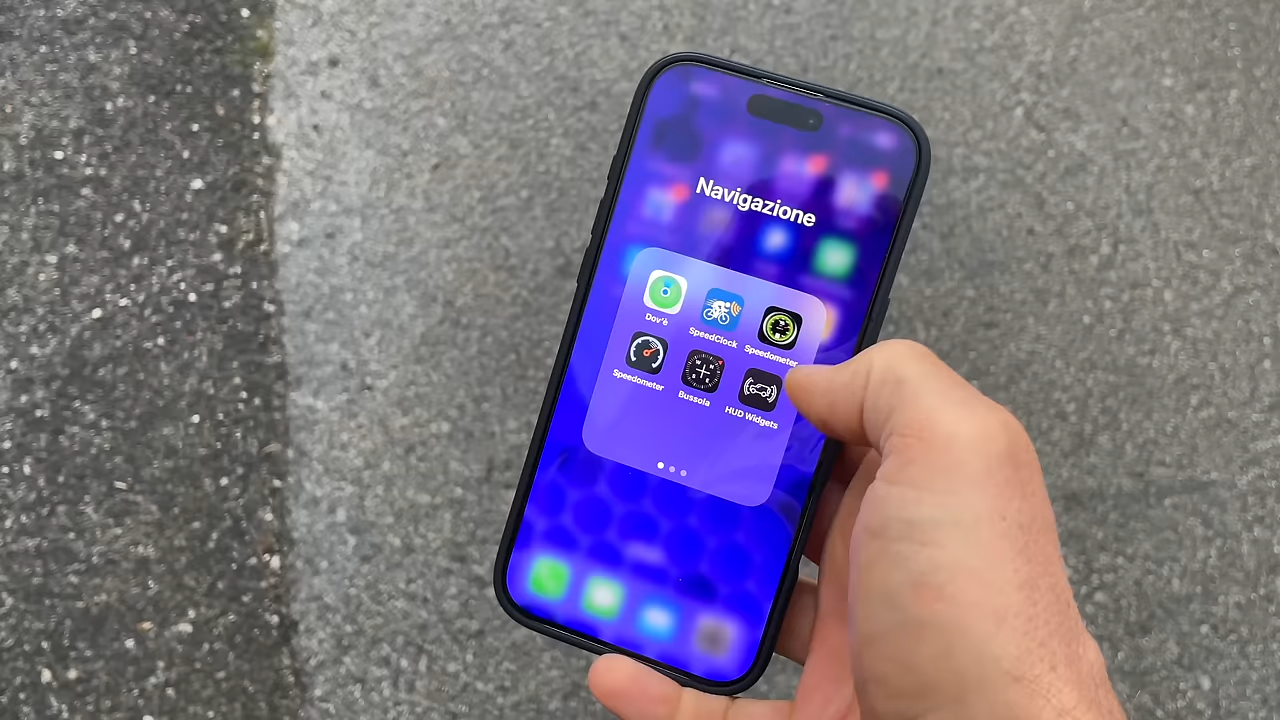 Navigazione
Dov'è
SpeedClock
Speedometer
Speedometer
Bussola
HUD Widgets